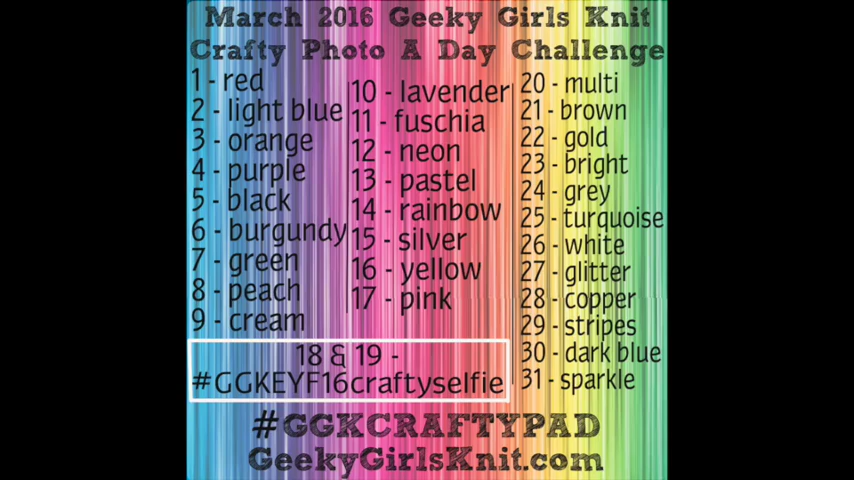 March 2016 Geeky Girls Knit
Crafty Photo A Day Challenge
1 - red
2 - light blue
3 - orange
4 - purple
5 - black
6 - burgundy
7 - green
8 - peach
9 - cream
10 - lavender
11 - fuschia
12 - neon
13 - pastel
14 - rainbow
15 - silver
16 - yellow
17 - pink
18 & 19 -
#GGKEYF16craftyselfie
20 - multi
21 - brown
22 - gold
23 - bright
24 - grey
25 - turquoise
26 - white
27 - glitter
28 - copper
29 - stripes
30 - dark blue
31 - sparkle
#GGKCRAFTYPAD
GeekyGirlsKnit.com